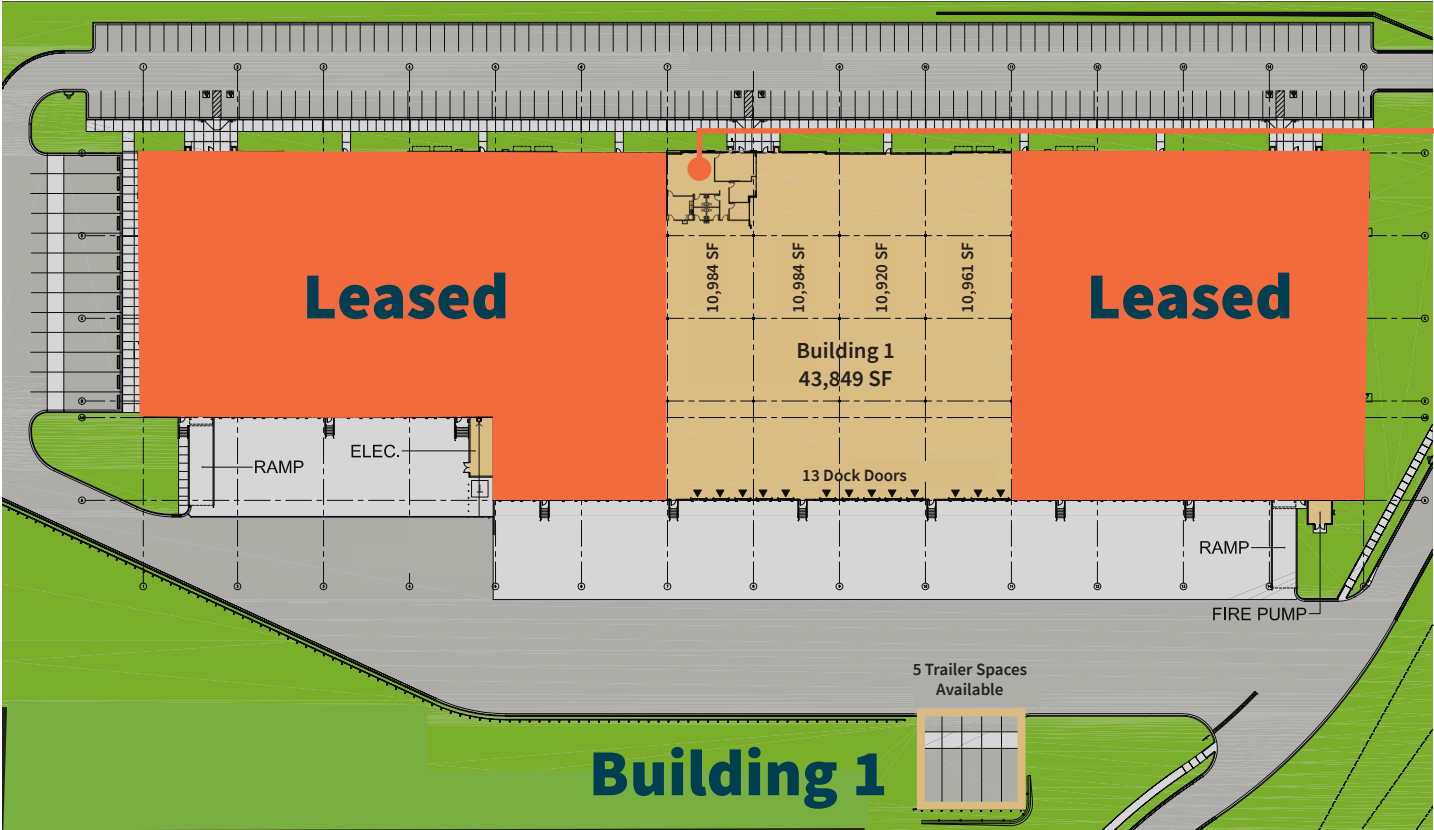 Leased
10,984 SF
10,984 SF
10,920 SF
10,961 SF
Leased
Building 1
43,849 SF
ELEC.
RAMP
13 Dock Doors
RAMP
FIRE PUMP
5 Trailer Spaces
Available
Building 1